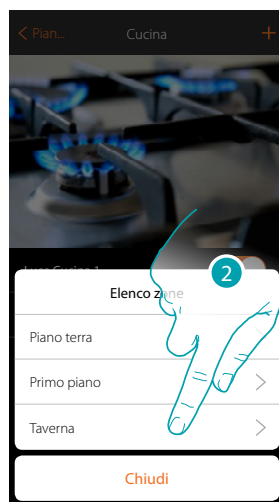 < Pian... Cucina +
Luce Cucina 1
2
Elenco zone
Piano terra
Primo piano >
Taverna >
Chiudi